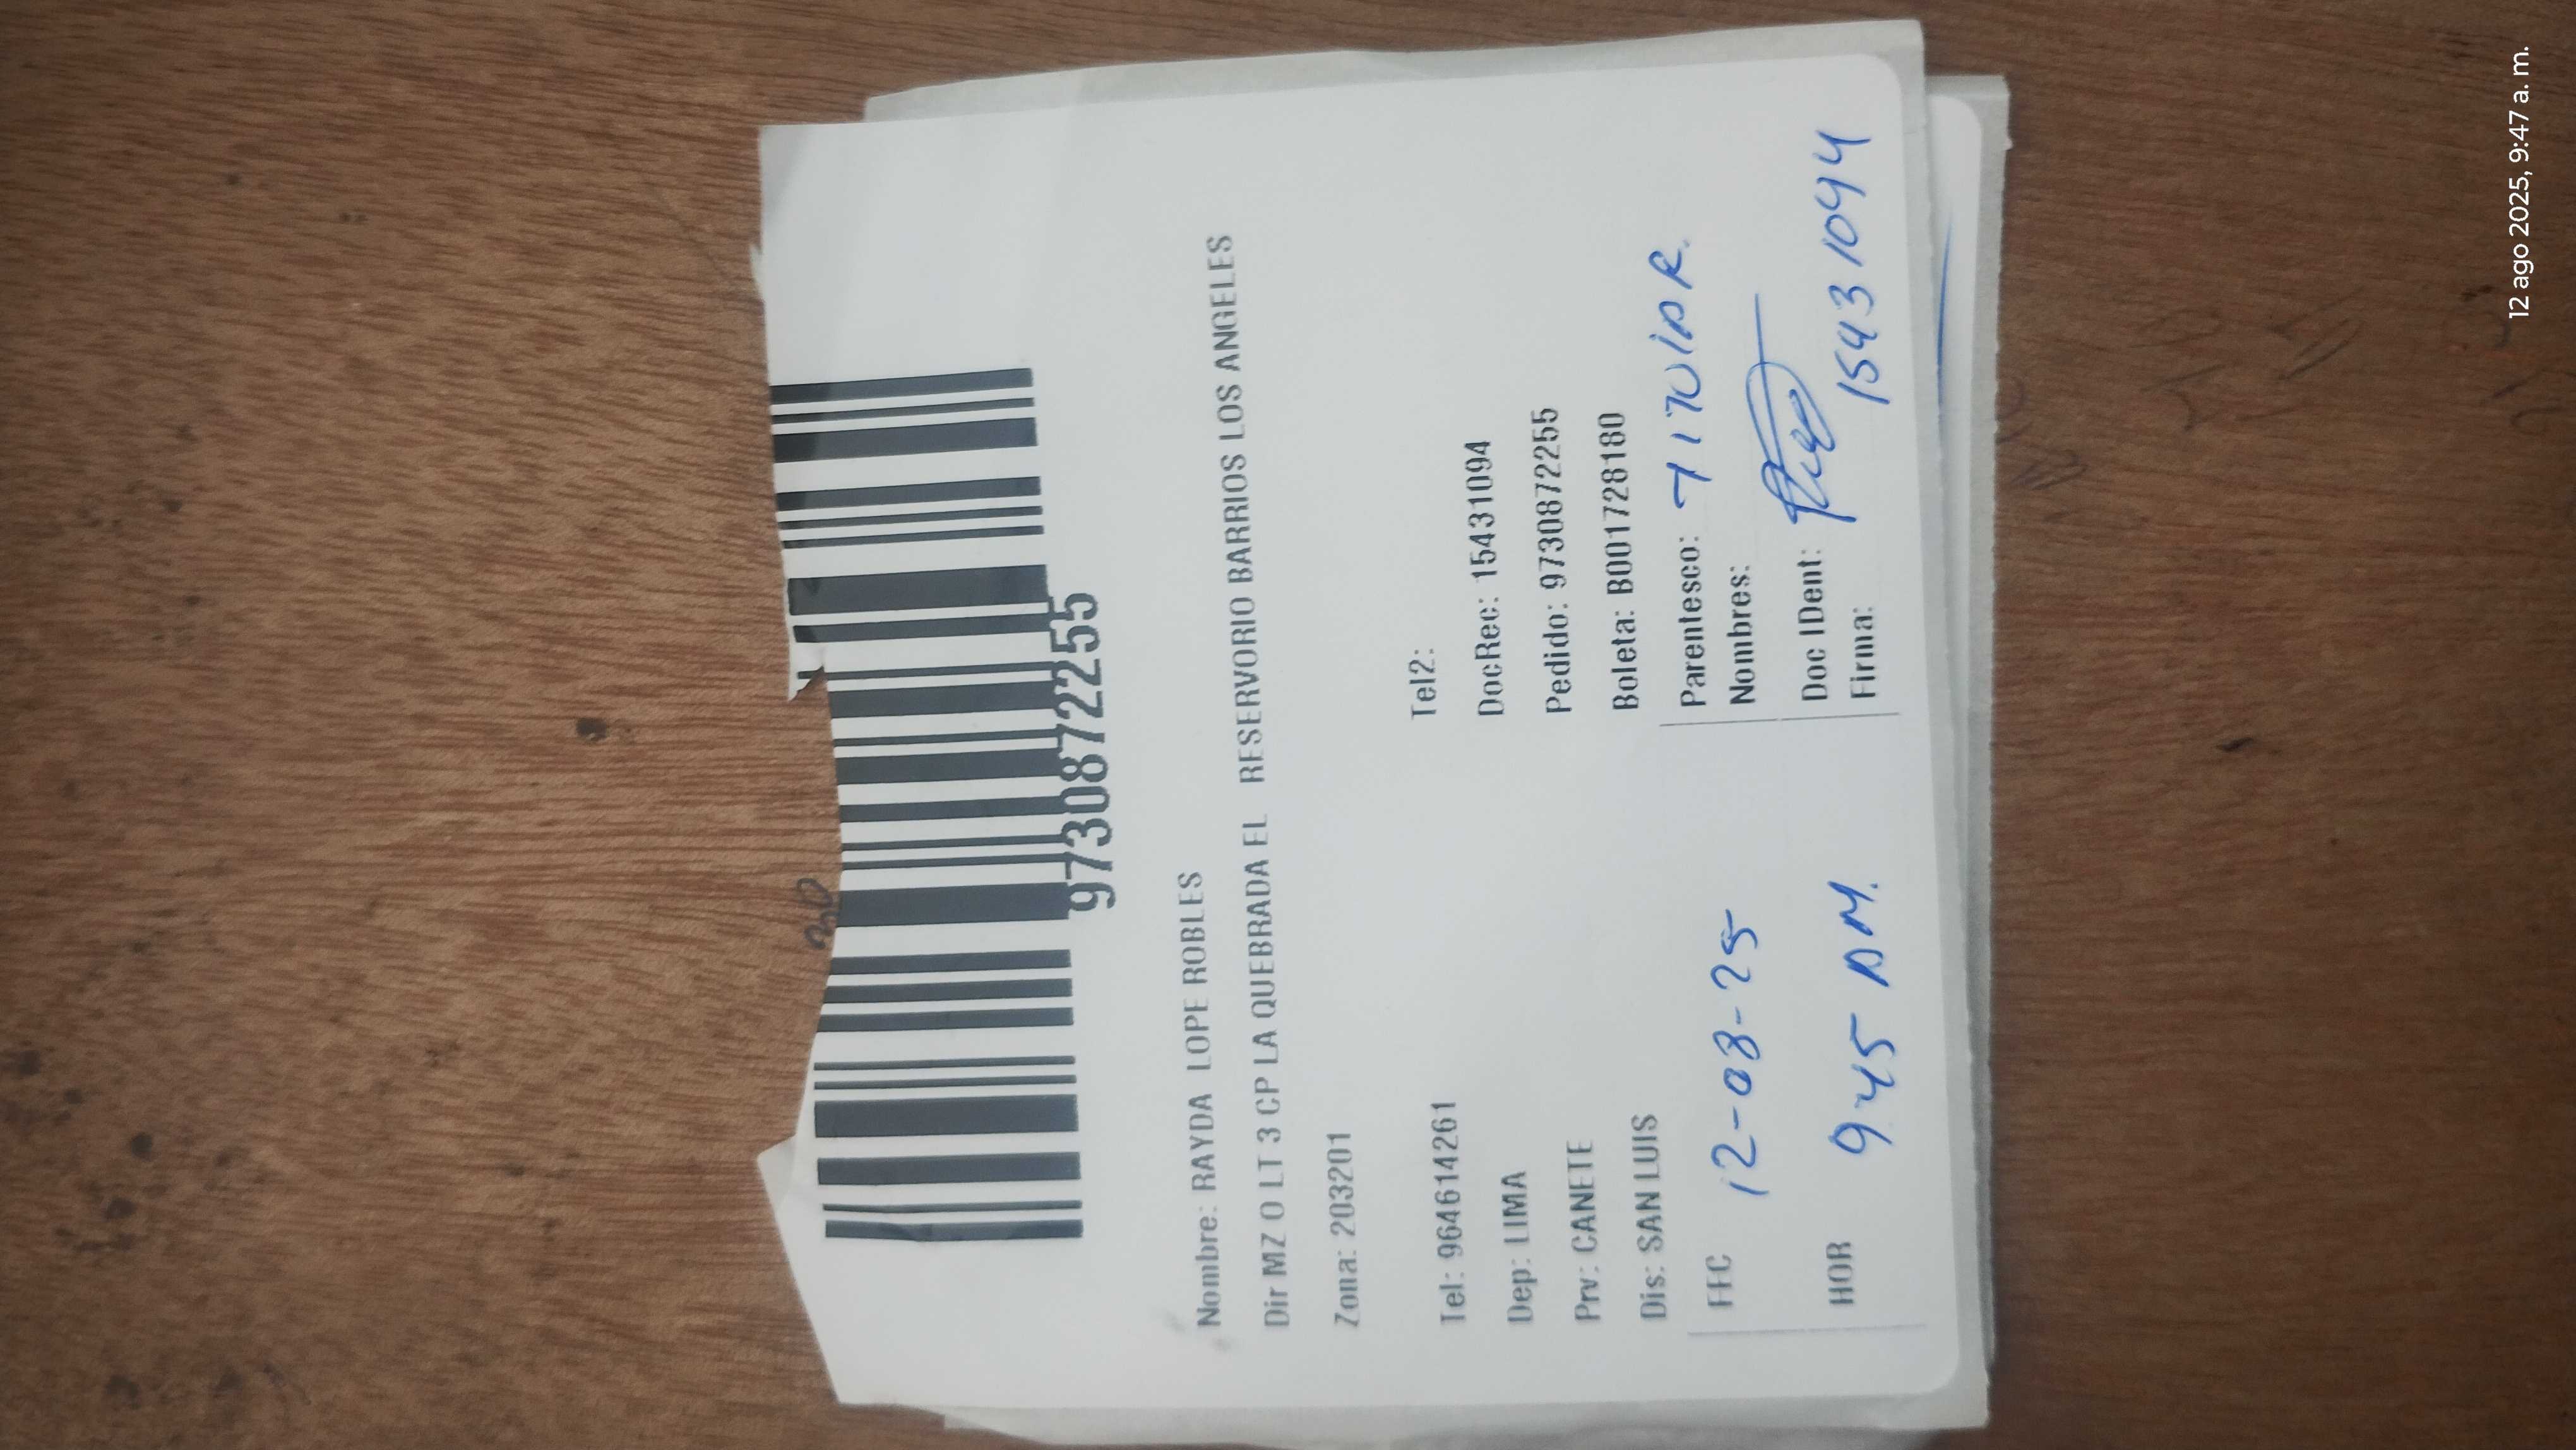 9730872255
Nombre: RAYDA LOPE ROBLES
Dir MZ O LT 3 CP LA QUEBRADA EL RESERVORIO BARRIOS LOS ANGELES
Zona: 203201
Tel: 964614261 Tel2:
Dep: LIMA DocRec: 15431094
Prv: CANETE Pedido: 9730872255
Dis: SAN LUIS Boleta: B001728180
FEC 12-08-25 Parentesco: TITULAR.
Nombres:
HOR 9 45 AM. Doc IDent: 15431094
Firma:
12 ago 2025, 9:47 a. m.